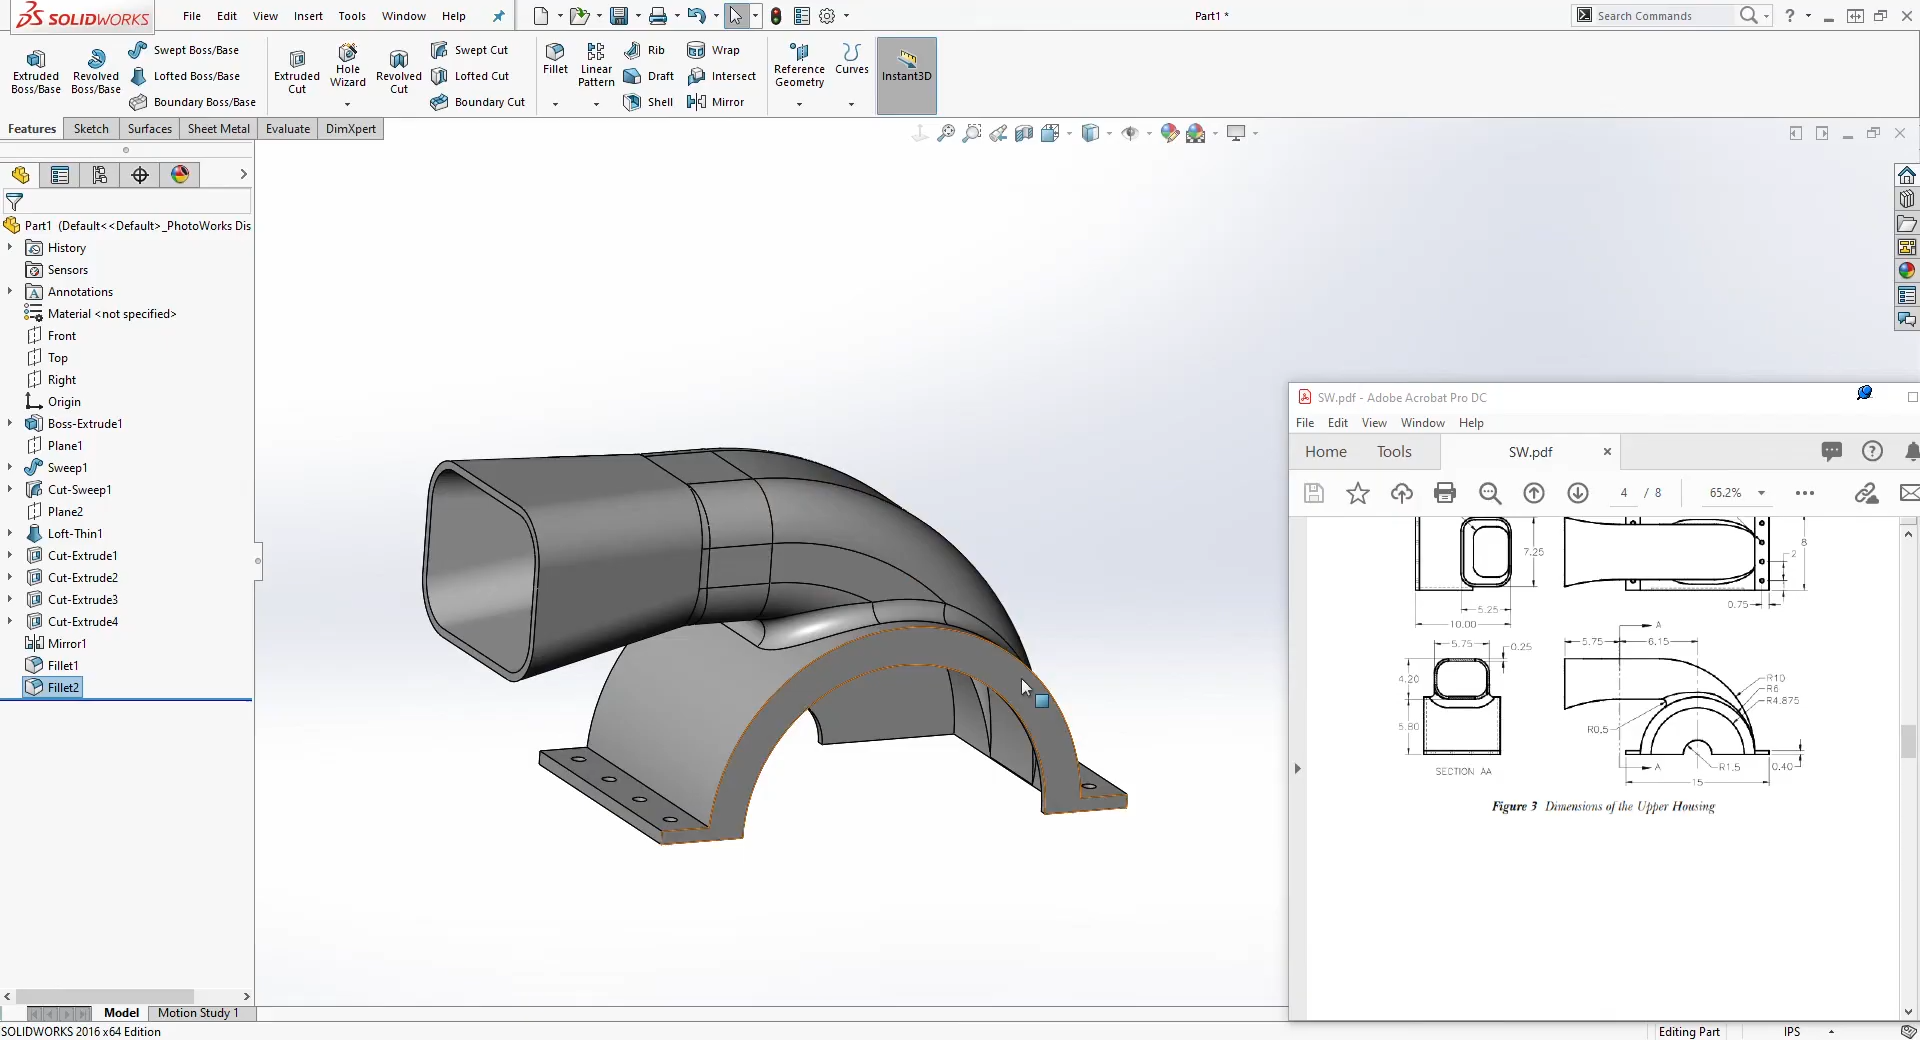 SOLIDWORKS File Edit View Insert Tools Window Help Part1 * Search Commands ?
Extruded Boss/Base
Revolved Boss/Base
Swept Boss/Base
Lofted Boss/Base
Boundary Boss/Base
Extruded Cut
Hole Wizard
Revolved Cut
Swept Cut
Lofted Cut
Boundary Cut
Fillet
Linear Pattern
Rib
Draft
Shell
Wrap
Intersect
Mirror
Reference Geometry
Curves
Instant3D
Features Sketch Surfaces Sheet Metal Evaluate DimXpert
Part1 (Default<<Default>_PhotoWorks Dis
History
Sensors
Annotations
Material <not specified>
Front
Top
Right
Origin
Boss-Extrude1
Plane1
Sweep1
Cut-Sweep1
Plane2
Loft-Thin1
Cut-Extrude1
Cut-Extrude2
Cut-Extrude3
Cut-Extrude4
Mirror1
Fillet1
Fillet2
SW.pdf - Adobe Acrobat Pro DC
File Edit View Window Help
Home Tools SW.pdf ×
4 / 8 65.2%
7.25
5.25
10.00
8
2
0.75
5.75
0.25
4.20
5.80
SECTION AA
A
5.75 6.15
R10
R6
R4.875
R0.5
R1.5
0.40
A
15
Figure 3 Dimensions of the Upper Housing
Model Motion Study 1
SOLIDWORKS 2016 x64 Edition Editing Part IPS